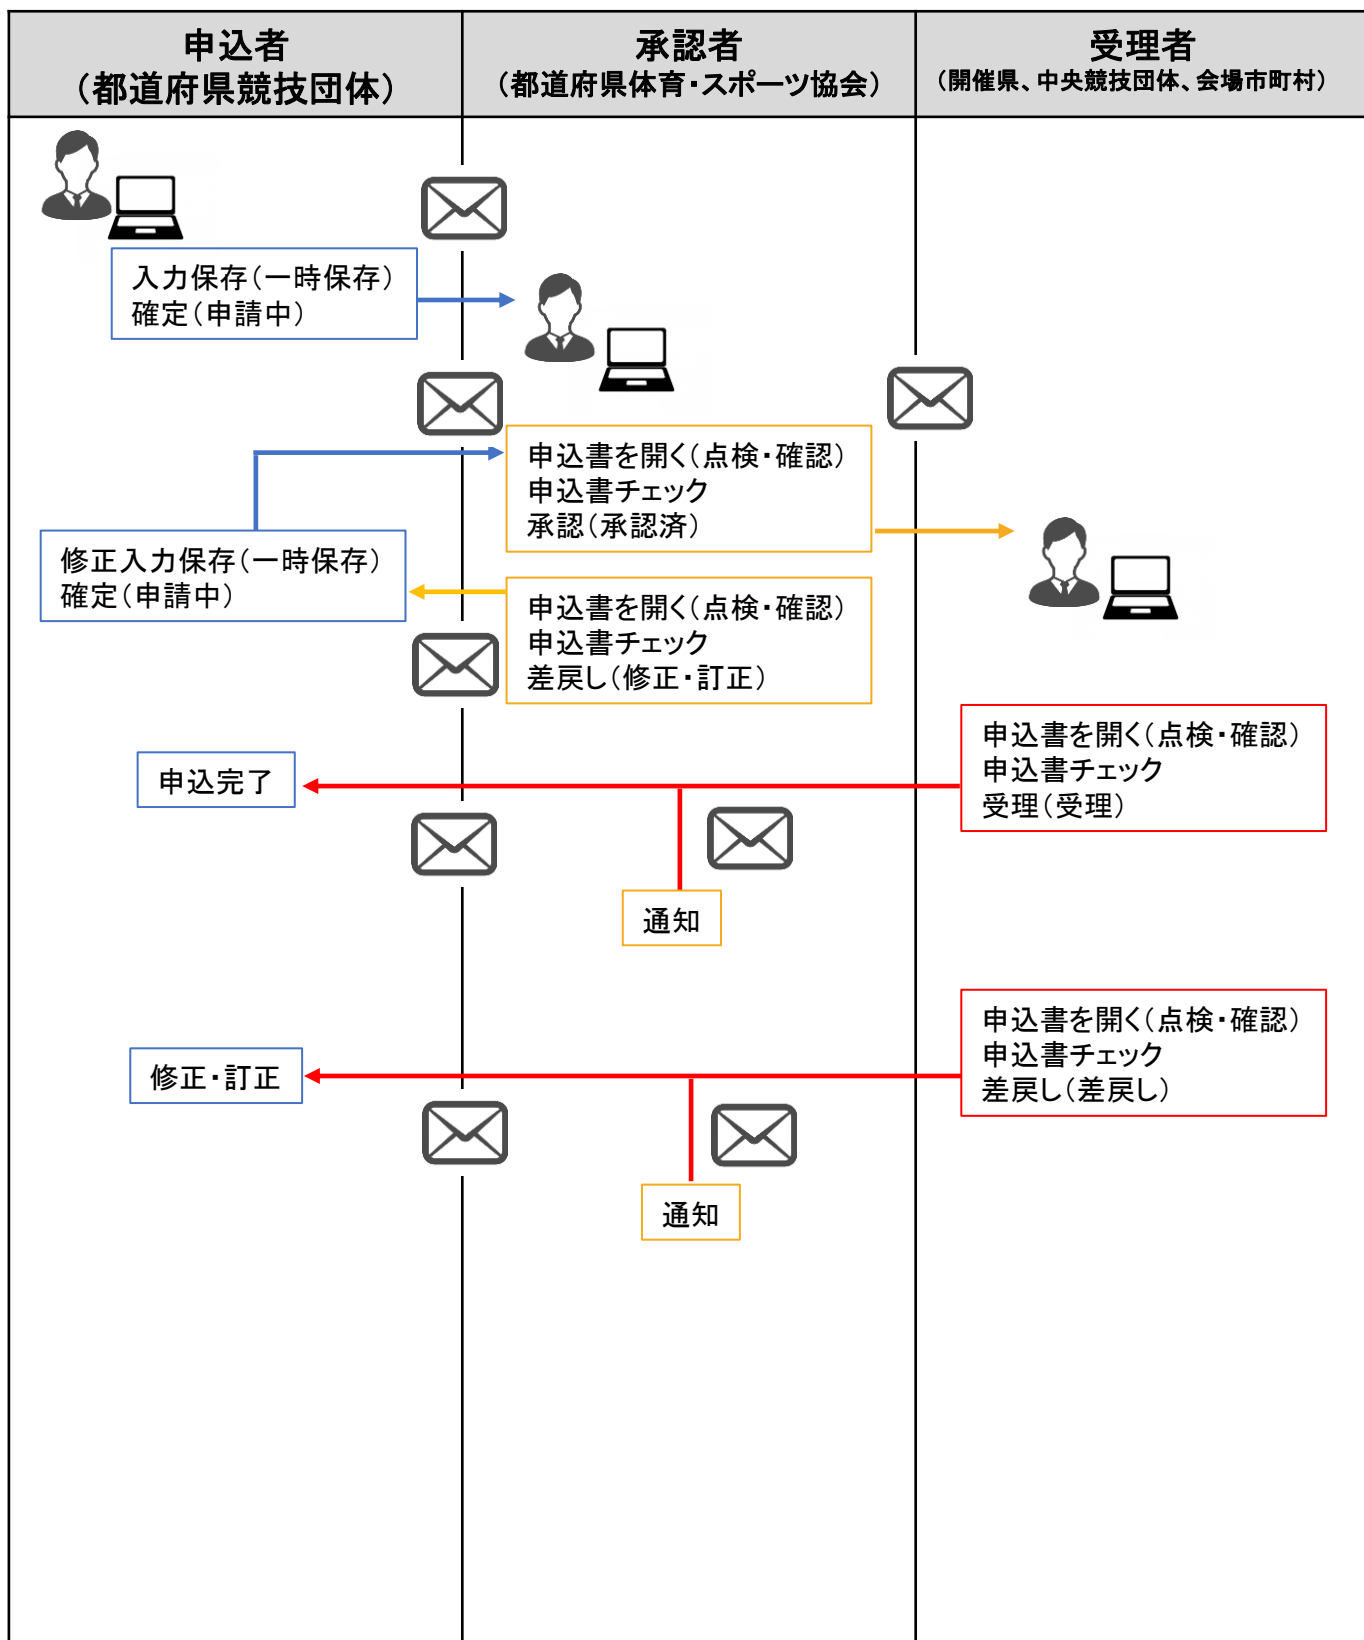 申込者
（都道府県競技団体）
承認者
（都道府県体育・スポーツ協会）
受理者
（開催県、中央競技団体、会場市町村）
入力保存（一時保存）
確定（申請中）
申込書を開く（点検・確認）
申込書チェック
承認（承認済）
修正入力保存（一時保存）
確定（申請中）
申込書を開く（点検・確認）
申込書チェック
差戻し（修正・訂正）
申込書を開く（点検・確認）
申込書チェック
受理（受理）
申込完了
通知
申込書を開く（点検・確認）
申込書チェック
差戻し（差戻し）
修正・訂正
通知